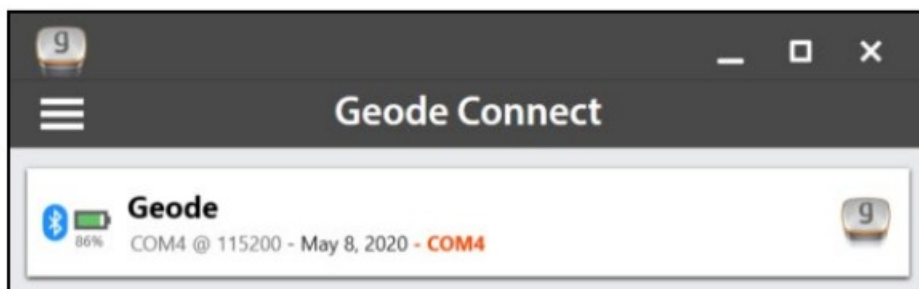 g
Geode Connect
Geode
g
86%
COM4 @ 115200 - May 8, 2020 - COM4